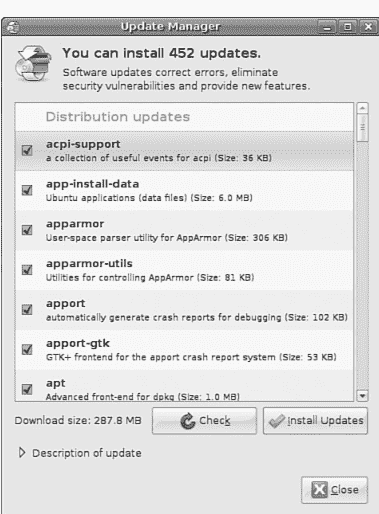 Update Manager
You can install 452 updates.
Software updates correct errors, eliminate
security vulnerabilities and provide new features.
Distribution updates
acpi-support
a collection of useful events for acpi (Size: 36 KB)
app-install-data
Ubuntu applications (data files) (Size: 6.0 MB)
apparmor
User-space parser utility for AppArmor (Size: 306 KB)
apparmor-utils
Utilities for controlling AppArmor (Size: 81 KB)
apport
automatically generate crash reports for debugging (Size: 102 KB)
apport-gtk
GTK+ frontend for the apport crash report system (Size: 53 KB)
apt
Advanced front-end for dpkg (Size: 1.0 MB)
Download size: 287.8 MB Check Install Updates
Description of update
Close